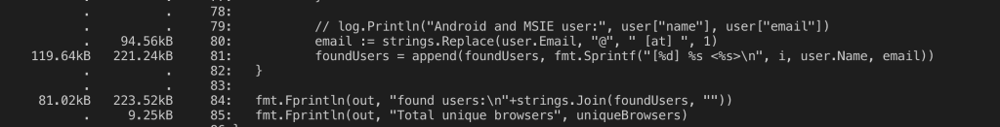 . . 78:
. . 79: // log.Println("Android and MSIE user:", user["name"], user["email"])
. 94.56kB 80: email := strings.Replace(user.Email, "@", " [at] ", 1)
119.64kB 221.24kB 81: foundUsers = append(foundUsers, fmt.Sprintf("[%d] %s <%s>\n", i, user.Name, email))
. . 82: }
. . 83:
81.02kB 223.52kB 84: fmt.Fprintln(out, "found users:\n"+strings.Join(foundUsers, ""))
. 9.25kB 85: fmt.Fprintln(out, "Total unique browsers", uniqueBrowsers)